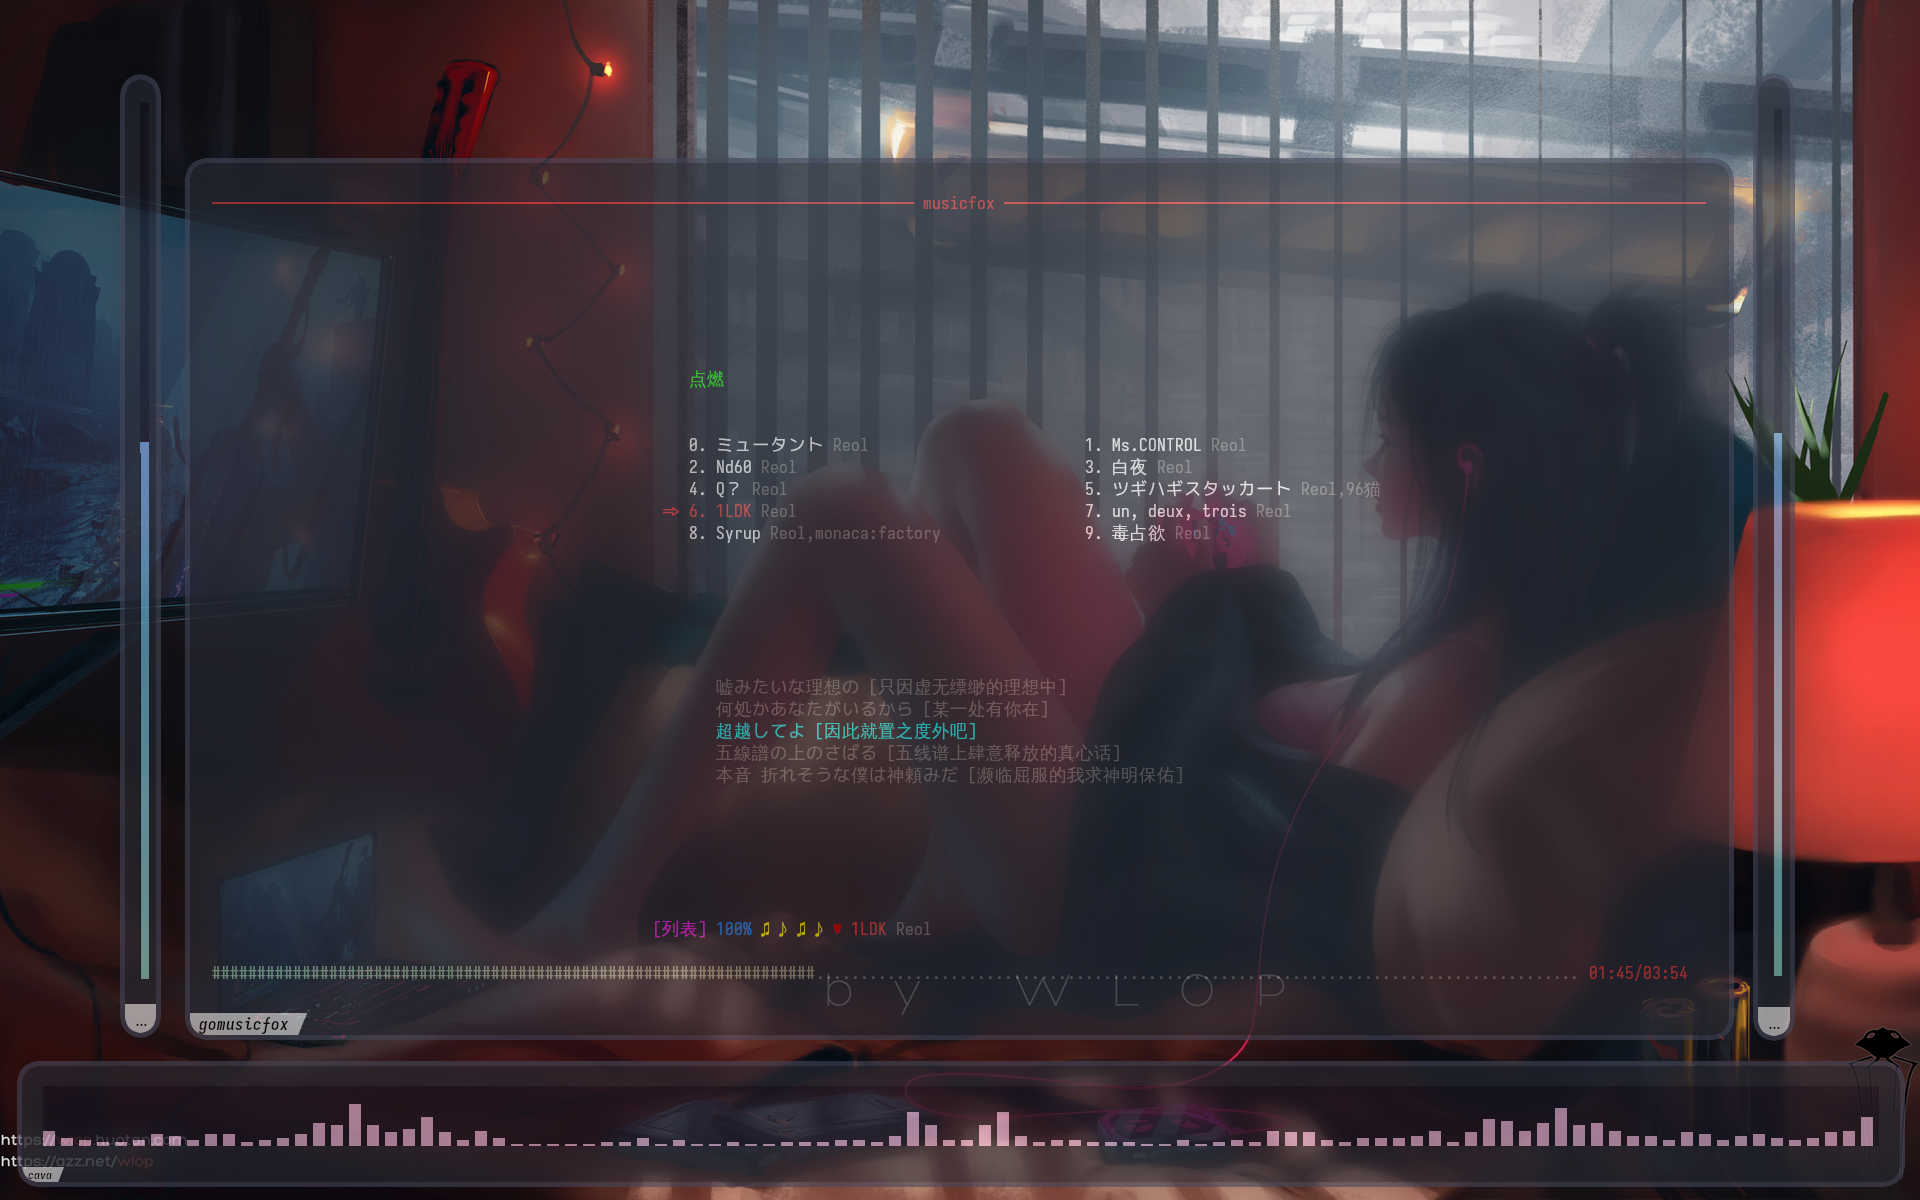 musicfox
点燃
0. ミュータント Reol
1. Ms.CONTROL Reol
2. Nd60 Reol
3. 白夜 Reol
4. Q？ Reol
5. ツギハギスタッカート Reol,96猫
⇒ 6. 1LDK Reol
7. un, deux, trois Reol
8. Syrup Reol,monaca:factory
9. 毒占欲 Reol
嘘みたいな理想の [只因虚无缥缈的理想中]
何処かあなたがいるから [某一处有你在]
超越してよ [因此就置之度外吧]
五線譜の上のさばる [五线谱上肆意释放的真心话]
本音 折れそうな僕は神頼みだ [濒临屈服的我求神明保佑]
[列表] 100% ♫ ♪ ♫ ♪ ♥ 1LDK Reol
01:45/03:54
by WLOP
gomusicfox
...
...
https://wlop.huotan.com
https://azz.net/wlop
cava